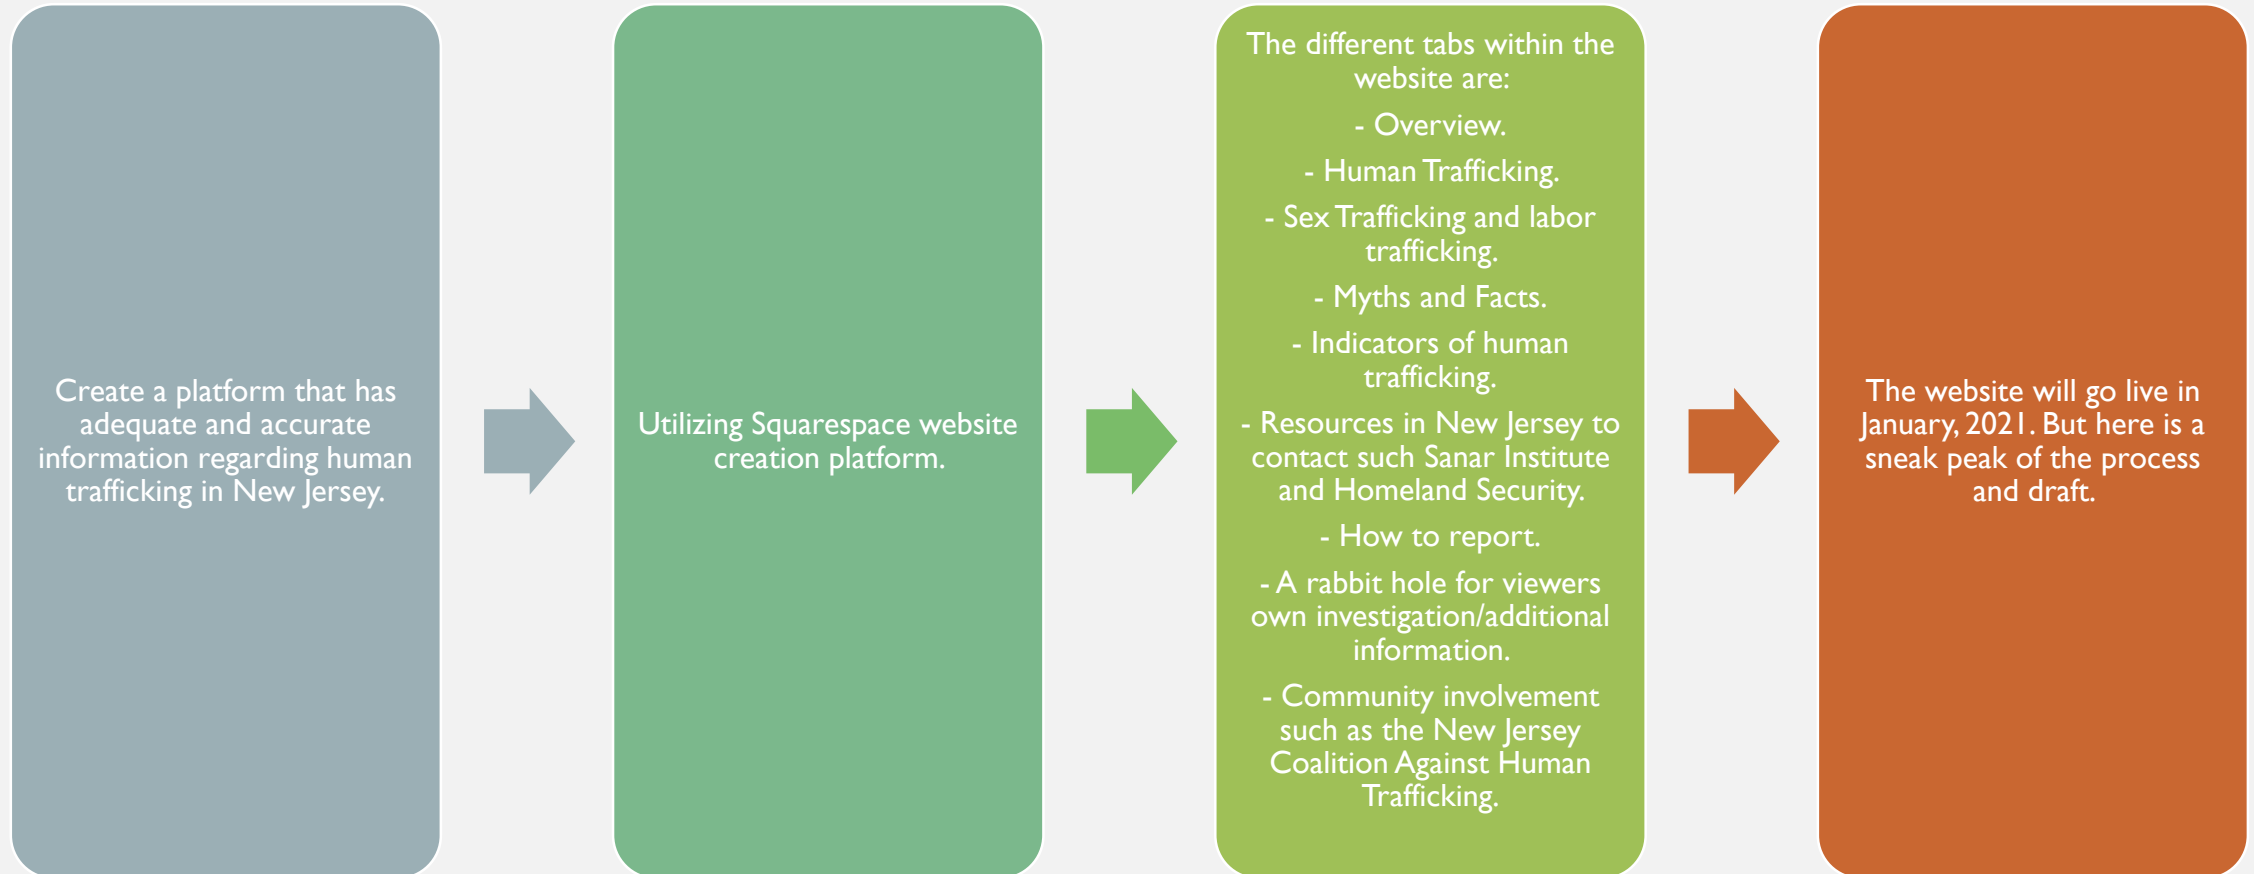 Create a platform that has
adequate and accurate
information regarding human
trafficking in New Jersey.
Utilizing Squarespace website
creation platform.
The different tabs within the
website are:
- Overview.
- Human Trafficking.
- Sex Trafficking and labor
trafficking.
- Myths and Facts.
- Indicators of human
trafficking.
- Resources in New Jersey to
contact such Sanar Institute
and Homeland Security.
- How to report.
- A rabbit hole for viewers
own investigation/additional
information.
- Community involvement
such as the New Jersey
Coalition Against Human
Trafficking.
The website will go live in
January, 2021. But here is a
sneak peak of the process
and draft.